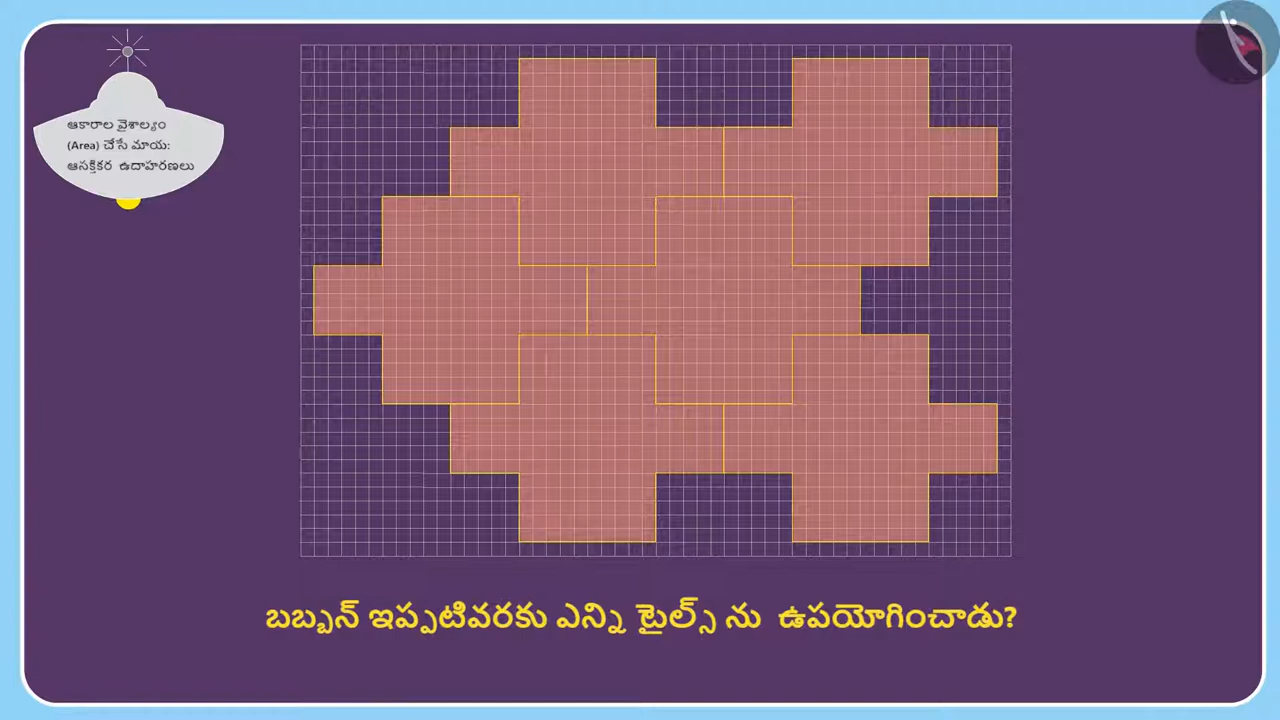 ఆకారాల వైశాల్యం
(Area) చేసే మాయ:
ఆసక్తికర ఉదాహరణలు
బబ్బన్ ఇప్పటివరకు ఎన్ని టైల్స్ ను ఉపయోగించాడు?